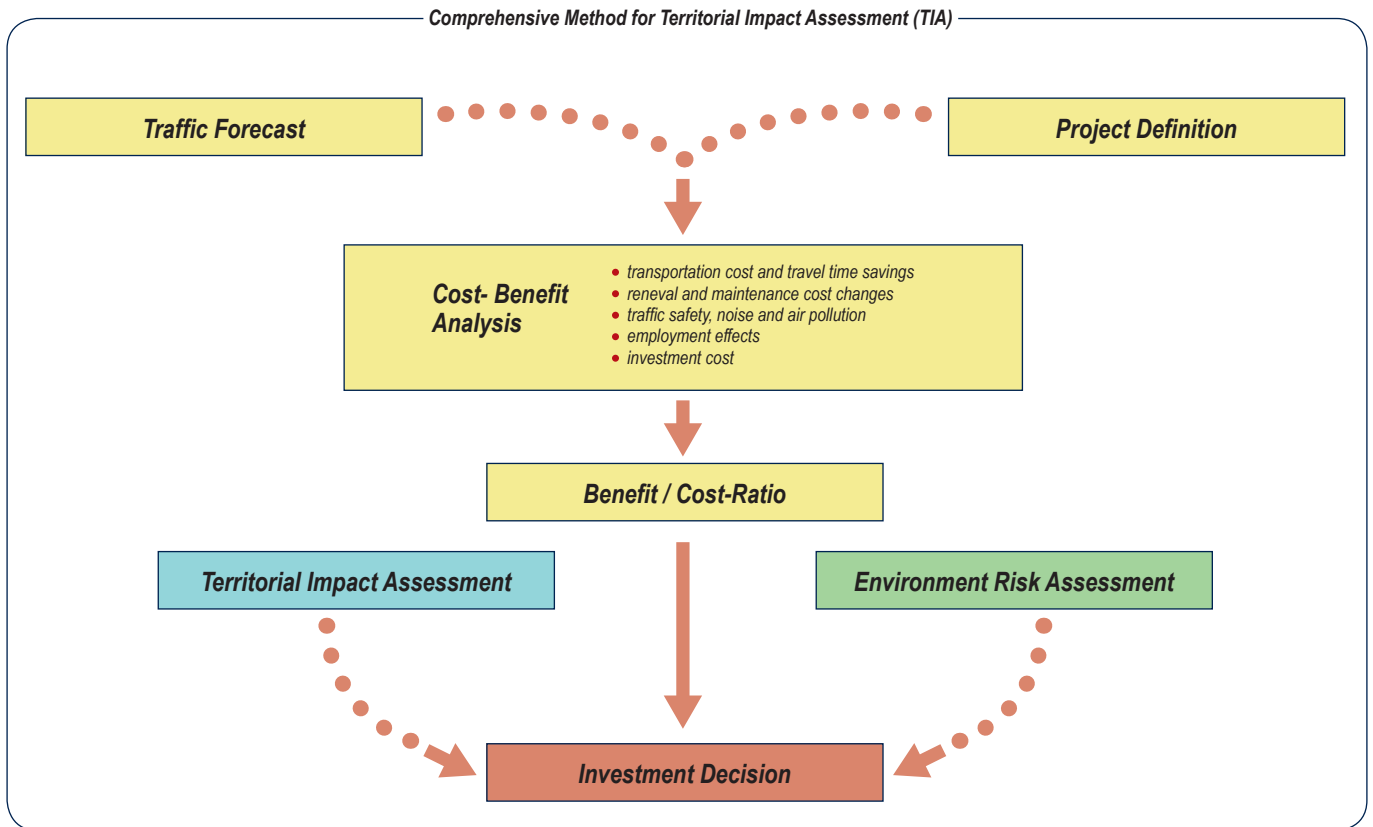 Comprehensive Method for Territorial Impact Assessment (TIA)
Traffic Forecast
Project Definition
Cost- Benefit
Analysis
• transportation cost and travel time savings
• reneval and maintenance cost changes
• traffic safety, noise and air pollution
• employment effects
• investment cost
Benefit / Cost-Ratio
Territorial Impact Assessment
Environment Risk Assessment
Investment Decision